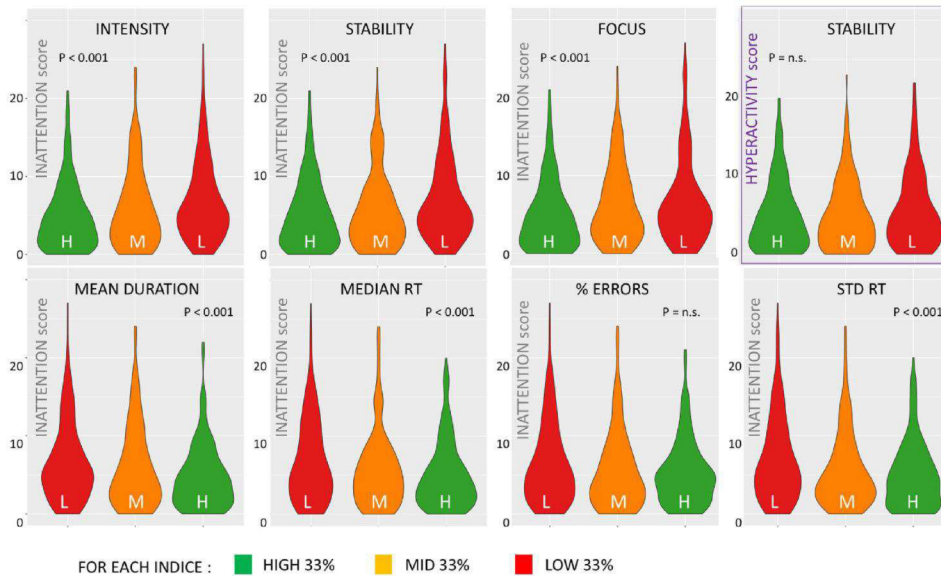 INTENSITY
P < 0.001
INATTENTION score
20
10
0
H M L
STABILITY
P < 0.001
INATTENTION score
20
10
0
H M L
FOCUS
P < 0.001
INATTENTION score
20
10
0
H M L
STABILITY
P = n.s.
HYPERACTIVITY score
20
10
0
H M L
MEAN DURATION
P < 0.001
INATTENTION score
20
10
0
L M H
MEDIAN RT
P < 0.001
INATTENTION score
20
10
0
L M H
% ERRORS
P = n.s.
INATTENTION score
20
10
0
L M H
STD RT
P < 0.001
INATTENTION score
20
10
0
L M H
FOR EACH INDICE : HIGH 33% MID 33% LOW 33%